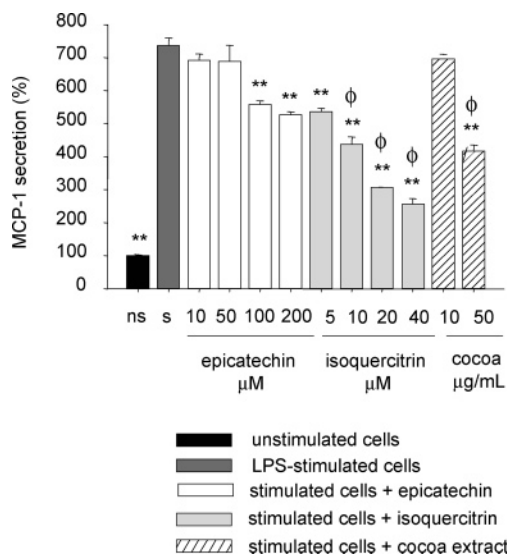 MCP-1 secretion (%)
800
700
600
500
400
300
200
100
0
**
**
**
**
ϕ
**
ϕ
**
ϕ
**
ϕ
**
ns s 10 50 100 200 5 10 20 40 10 50
epicatechin isoquercitrin cocoa
μM μM μg/mL
unstimulated cells
LPS-stimulated cells
stimulated cells + epicatechin
stimulated cells + isoquercitrin
stimulated cells + cocoa extract